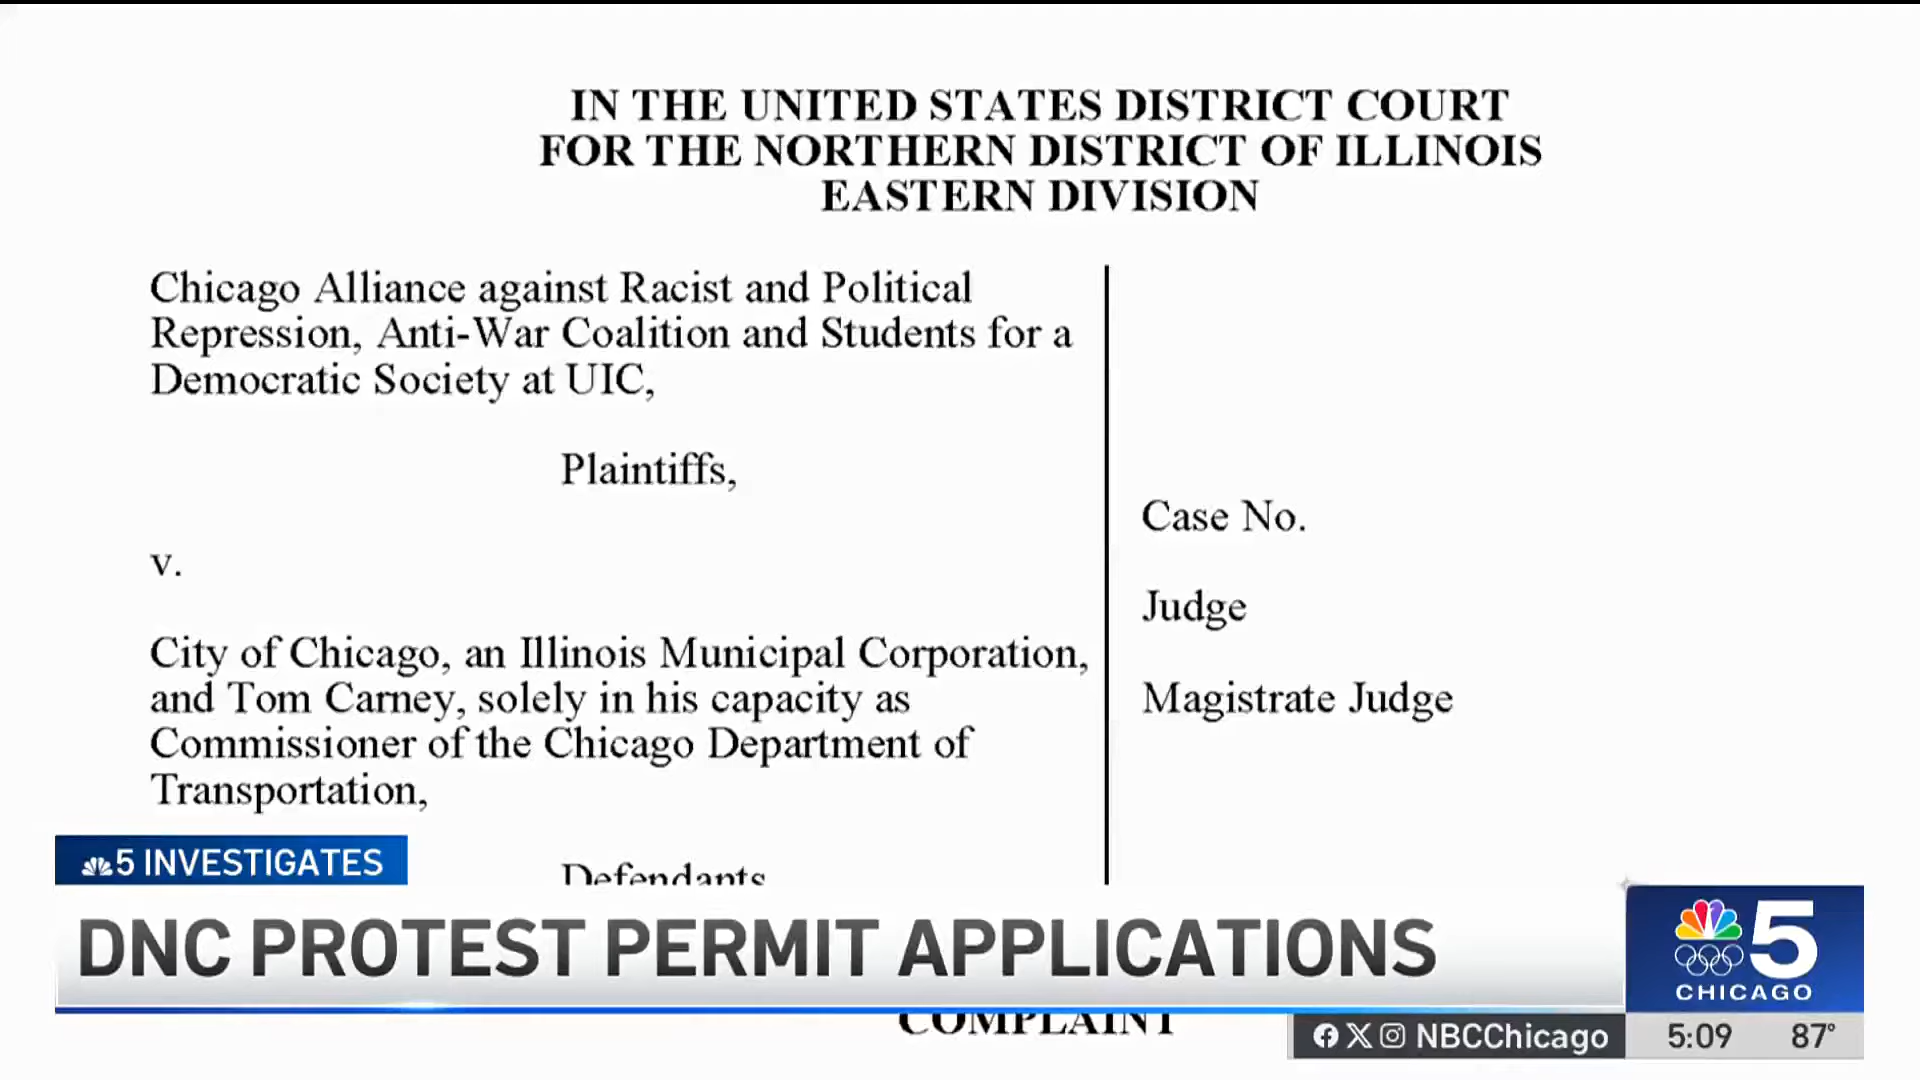 IN THE UNITED STATES DISTRICT COURT
FOR THE NORTHERN DISTRICT OF ILLINOIS
EASTERN DIVISION
Chicago Alliance against Racist and Political
Repression, Anti-War Coalition and Students for a
Democratic Society at UIC,
Plaintiffs,
v.
City of Chicago, an Illinois Municipal Corporation,
and Tom Carney, solely in his capacity as
Commissioner of the Chicago Department of
Transportation,
Defendants
Case No.
Judge
Magistrate Judge
5 INVESTIGATES
DNC PROTEST PERMIT APPLICATIONS
5
CHICAGO
COMPLAINT
NBCChicago
5:09 87°